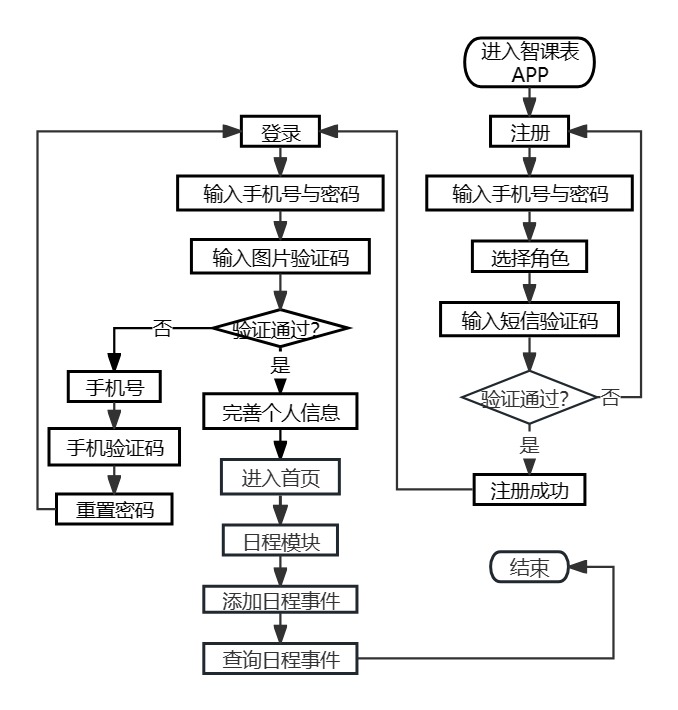 进入智课表
APP
注册
输入手机号与密码
选择角色
输入短信验证码
验证通过？
否
是
注册成功
登录
输入手机号与密码
输入图片验证码
验证通过？
否
是
手机号
手机验证码
重置密码
完善个人信息
进入首页
日程模块
添加日程事件
查询日程事件
结束